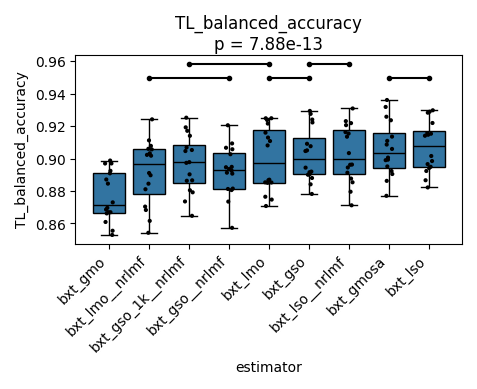 TL_balanced_accuracy
p = 7.88e-13
TL_balanced_accuracy
0.96
0.94
0.92
0.90
0.88
0.86
bxt_gmo
bxt_lmo__nrlmf
bxt_gso_1k__nrlmf
bxt_gso__nrlmf
bxt_lmo
bxt_gso
bxt_lso__nrlmf
bxt_gmosa
bxt_lso
estimator